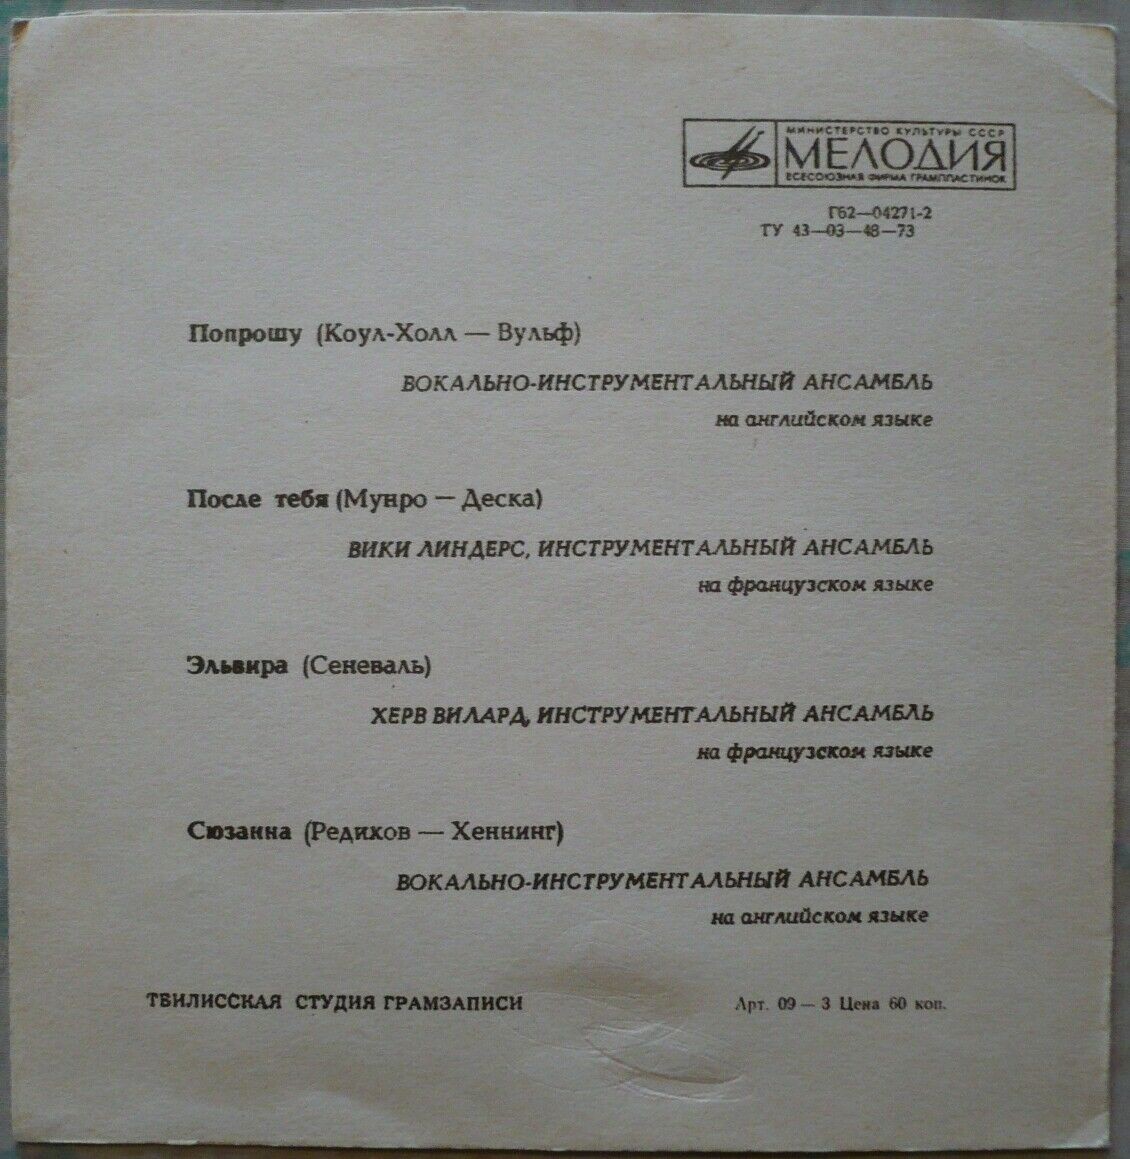 МИНИСТЕРСТВО КУЛЬТУРЫ СССР
МЕЛОДИЯ
ВСЕСОЮЗНАЯ ФИРМА ГРАМПЛАСТИНОК
Г62—04271-2
ТУ 43—03—48—73
Попрошу (Коул-Холл — Вульф)
ВОКАЛЬНО-ИНСТРУМЕНТАЛЬНЫЙ АНСАМБЛЬ
на английском языке
После тебя (Мунро — Деска)
ВИКИ ЛИНДЕРС, ИНСТРУМЕНТАЛЬНЫЙ АНСАМБЛЬ
на французском языке
Эльвира (Сеневаль)
ХЕРВ ВИЛАРД, ИНСТРУМЕНТАЛЬНЫЙ АНСАМБЛЬ
на французском языке
Сюзанна (Редихов — Хеннинг)
ВОКАЛЬНО-ИНСТРУМЕНТАЛЬНЫЙ АНСАМБЛЬ
на английском языке
ТБИЛИССКАЯ СТУДИЯ ГРАМЗАПИСИ
Арт. 09 — 3 Цена 60 коп.